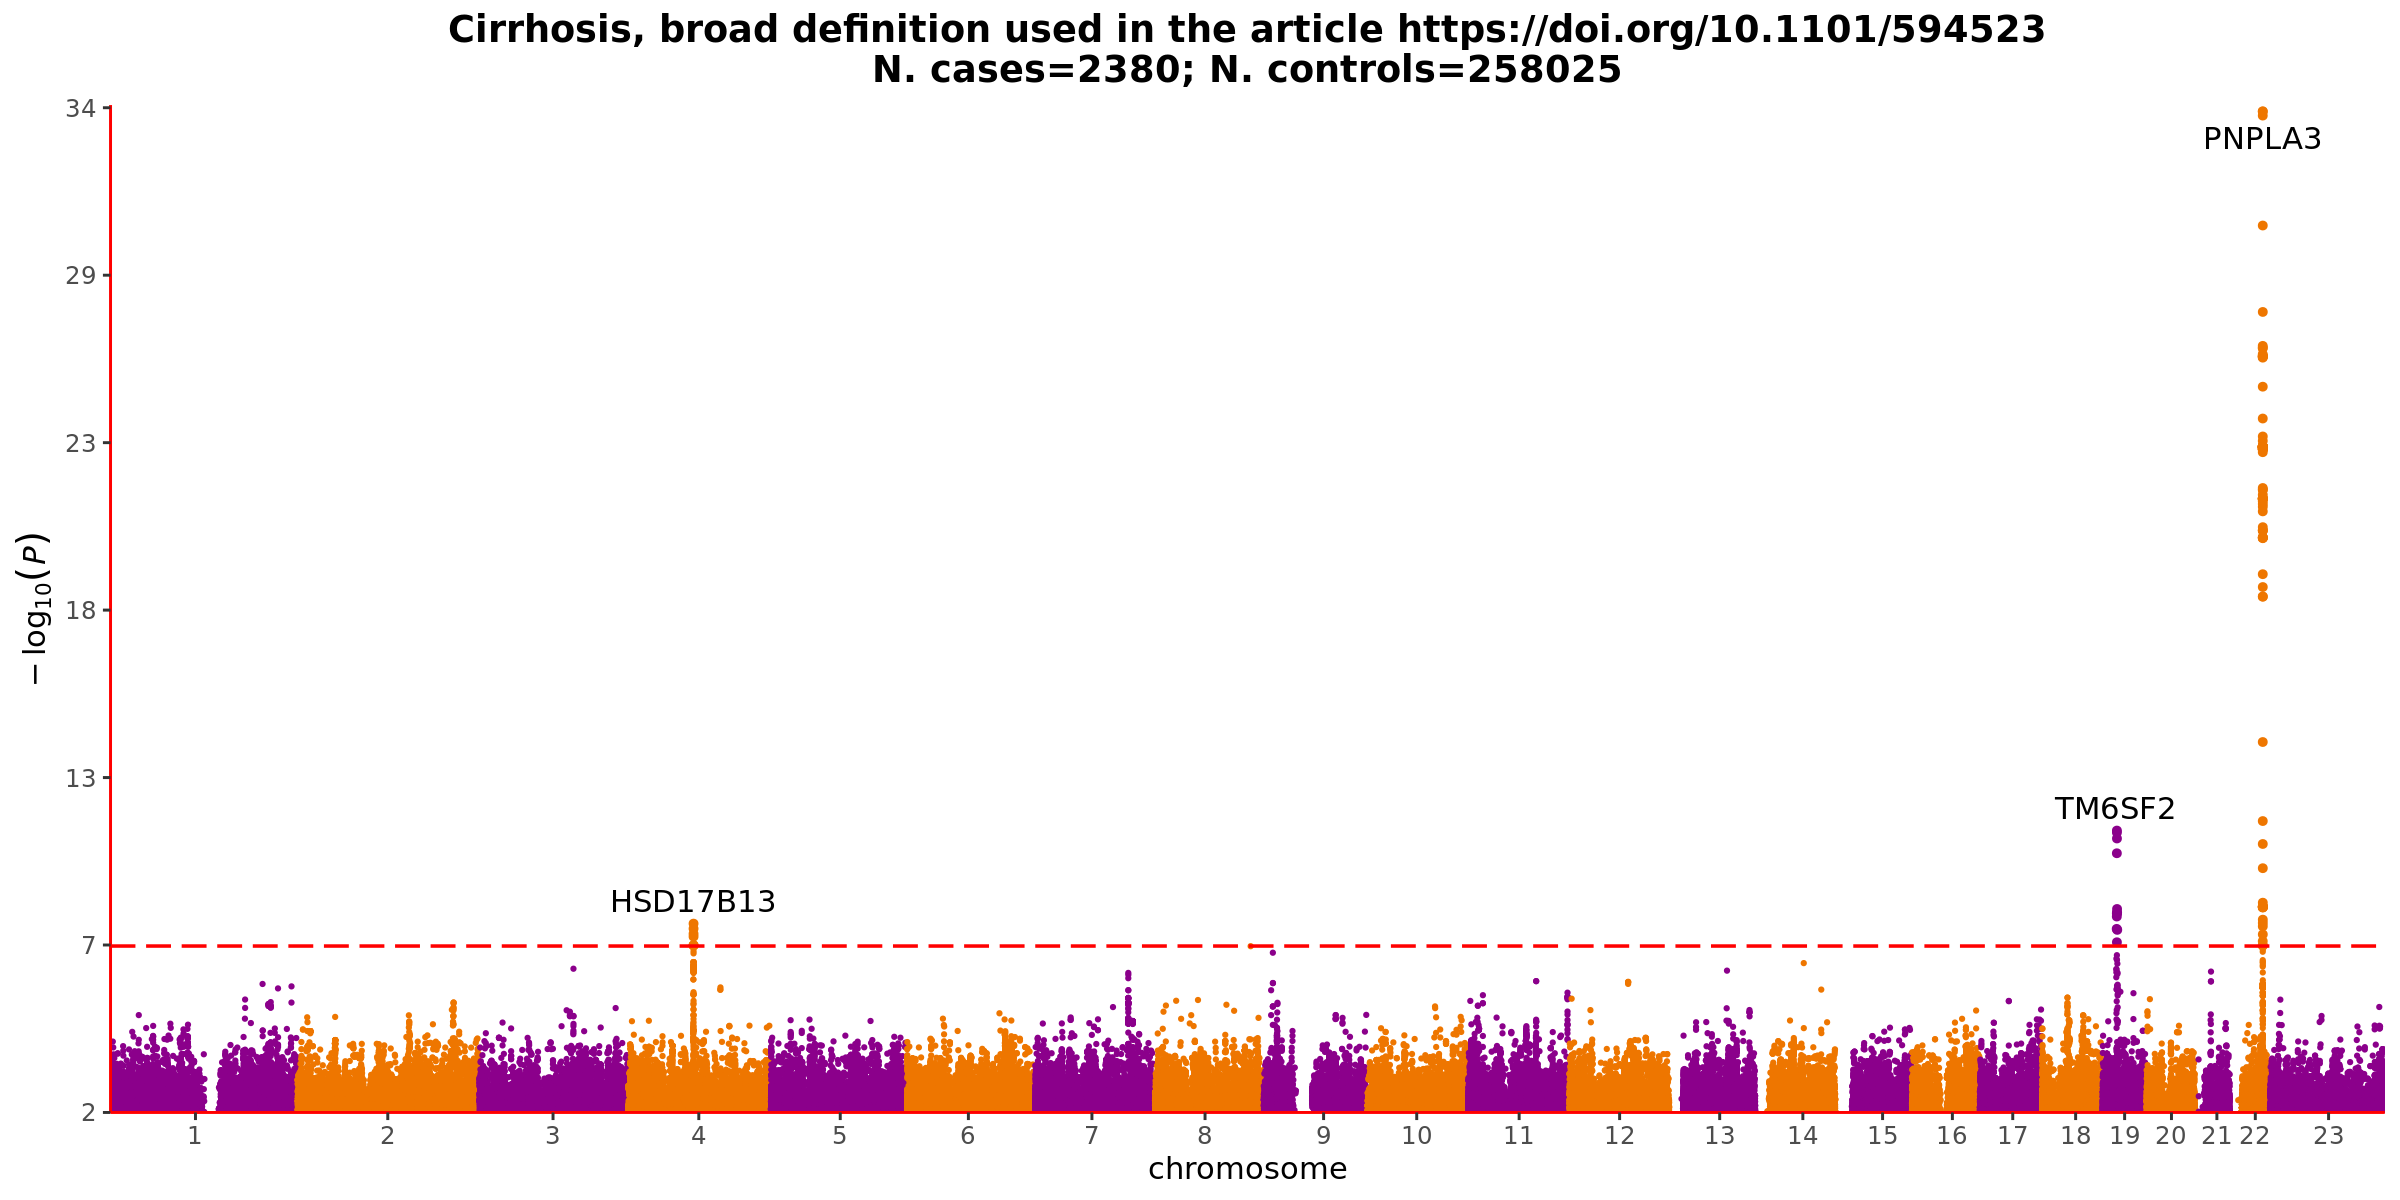 Cirrhosis, broad definition used in the article https://doi.org/10.1101/594523
N. cases=2380; N. controls=258025
34
PNPLA3
29
23
− log10(P)
18
13
TM6SF2
HSD17B13
7
2
1 2 3 4 5 6 7 8 9 10 11 12 13 14 15 16 17 18 19 20 21 22 23
chromosome